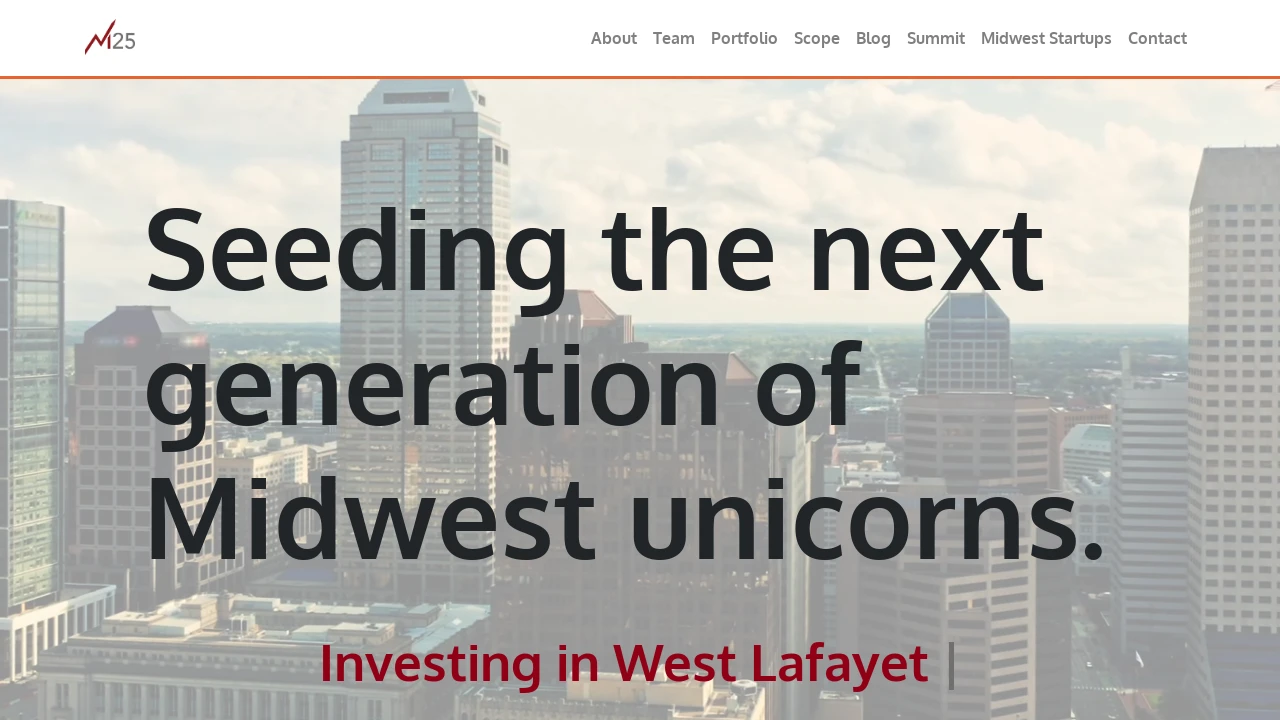 M25
About Team Portfolio Scope Blog Summit Midwest Startups Contact
Seeding the next
generation of
Midwest unicorns.
Investing in West Lafayet |